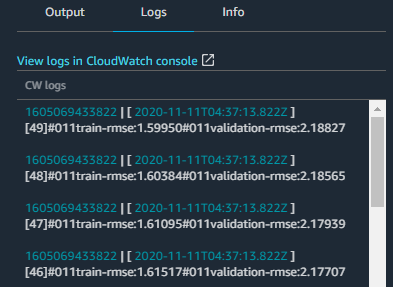 Output Logs Info
View logs in CloudWatch console
CW logs
1605069433822 | [ 2020-11-11T04:37:13.822Z ]
[49]#011train-rmse:1.59950#011validation-rmse:2.18827
1605069433822 | [ 2020-11-11T04:37:13.822Z ]
[48]#011train-rmse:1.60384#011validation-rmse:2.18565
1605069433822 | [ 2020-11-11T04:37:13.822Z ]
[47]#011train-rmse:1.61095#011validation-rmse:2.17939
1605069433822 | [ 2020-11-11T04:37:13.822Z ]
[46]#011train-rmse:1.61517#011validation-rmse:2.17707